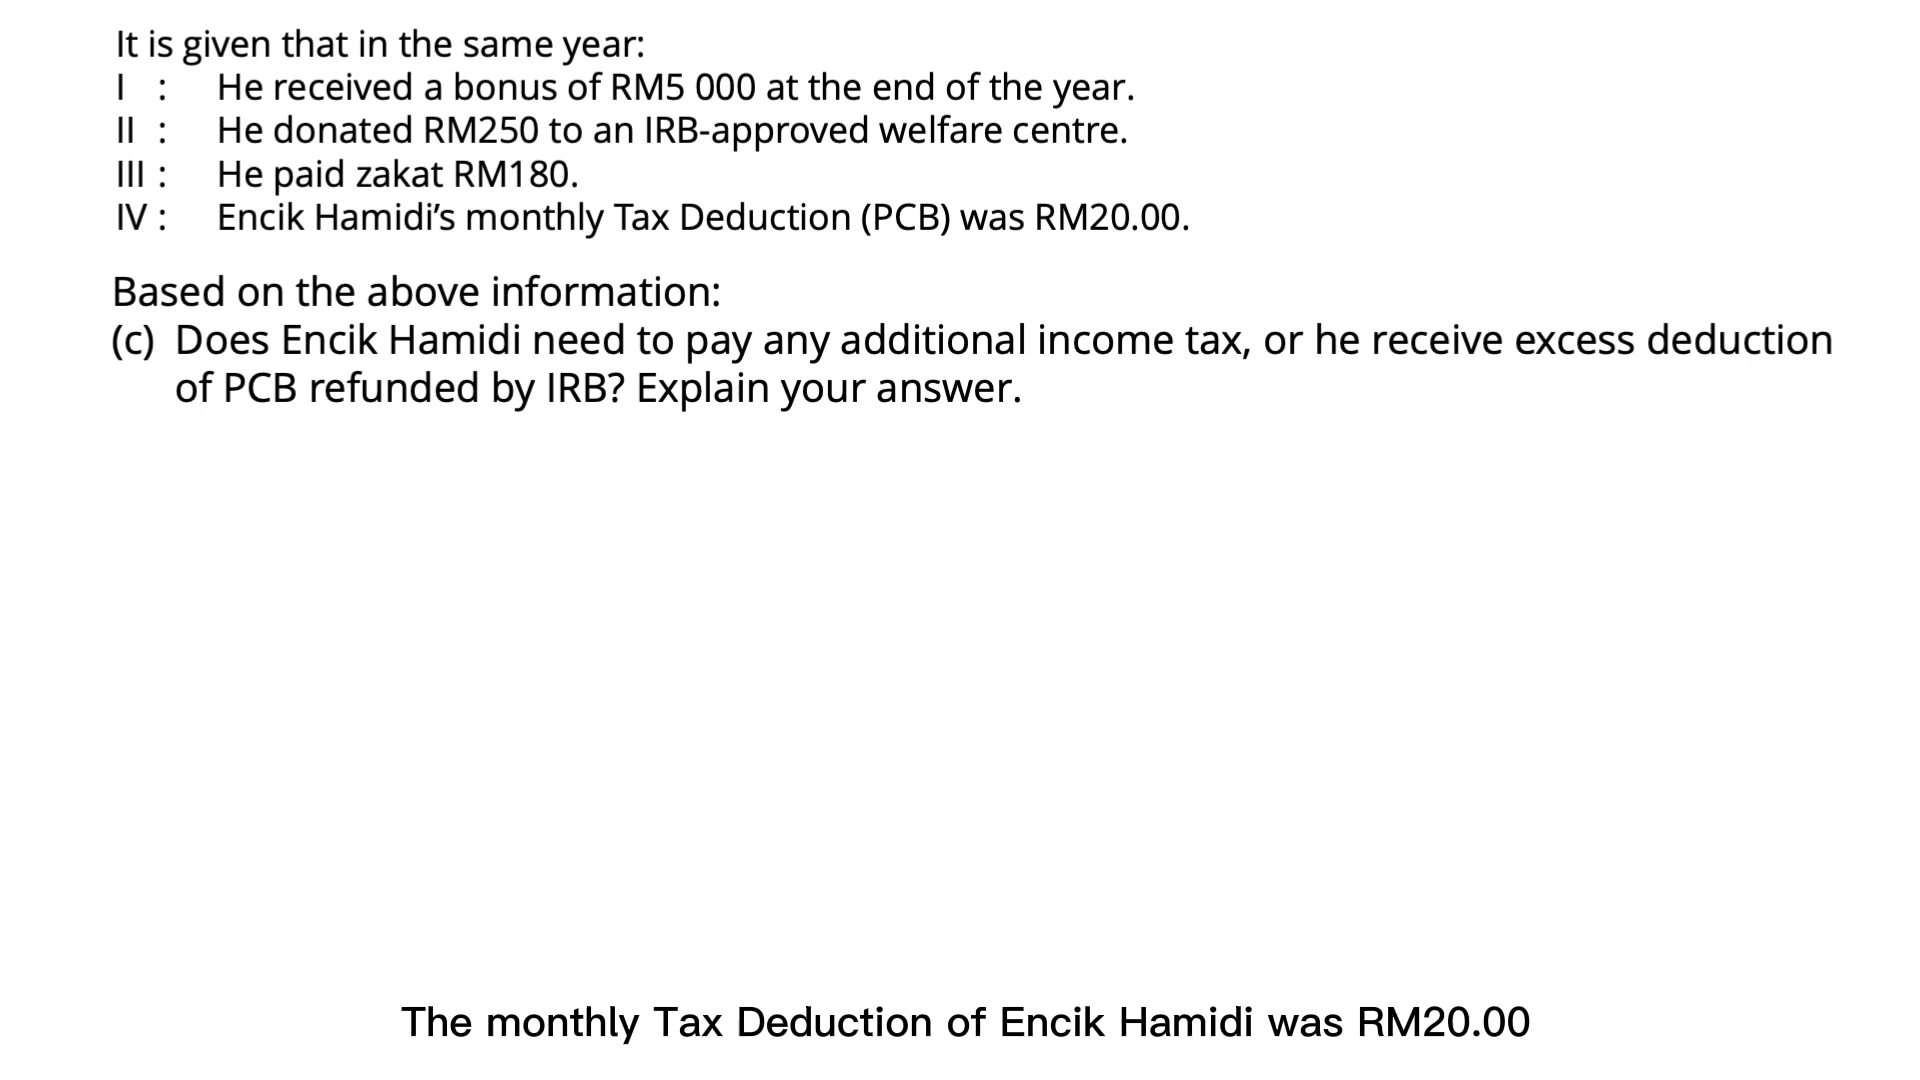 It is given that in the same year:
I : He received a bonus of RM5 000 at the end of the year.
II : He donated RM250 to an IRB-approved welfare centre.
III : He paid zakat RM180.
IV : Encik Hamidi’s monthly Tax Deduction (PCB) was RM20.00.
Based on the above information:
(c) Does Encik Hamidi need to pay any additional income tax, or he receive excess deduction
of PCB refunded by IRB? Explain your answer.
The monthly Tax Deduction of Encik Hamidi was RM20.00